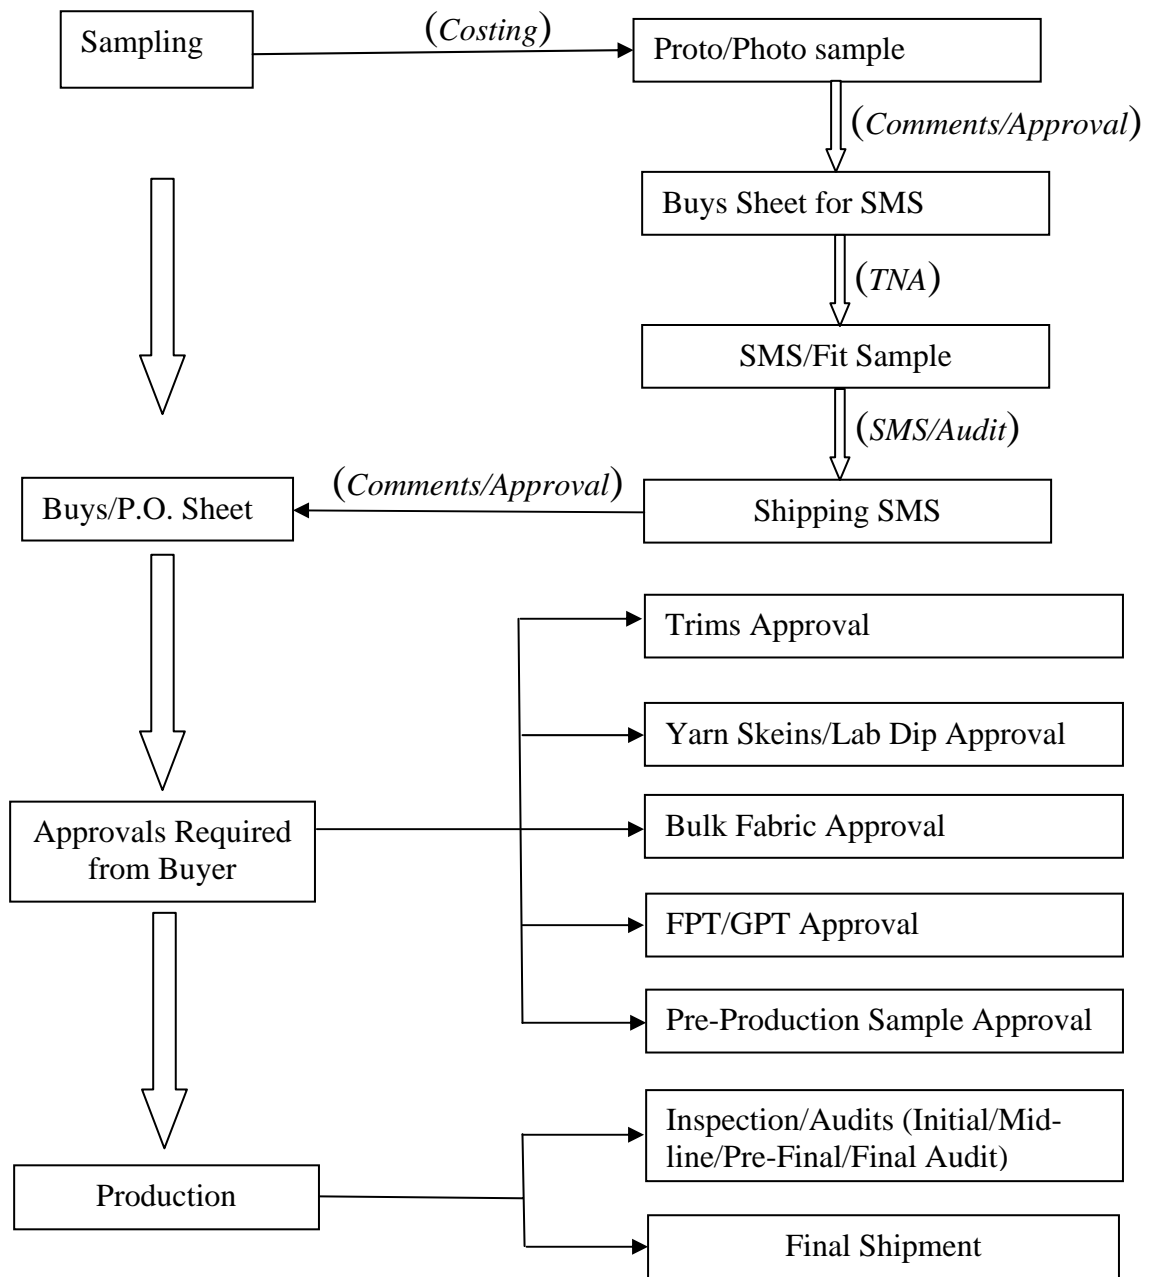 Sampling
(Costing)
Proto/Photo sample
(Comments/Approval)
Buys Sheet for SMS
(TNA)
SMS/Fit Sample
(SMS/Audit)
Buys/P.O. Sheet
(Comments/Approval)
Shipping SMS
Trims Approval
Yarn Skeins/Lab Dip Approval
Approvals Required
from Buyer
Bulk Fabric Approval
FPT/GPT Approval
Pre-Production Sample Approval
Inspection/Audits (Initial/Mid-
line/Pre-Final/Final Audit)
Production
Final Shipment